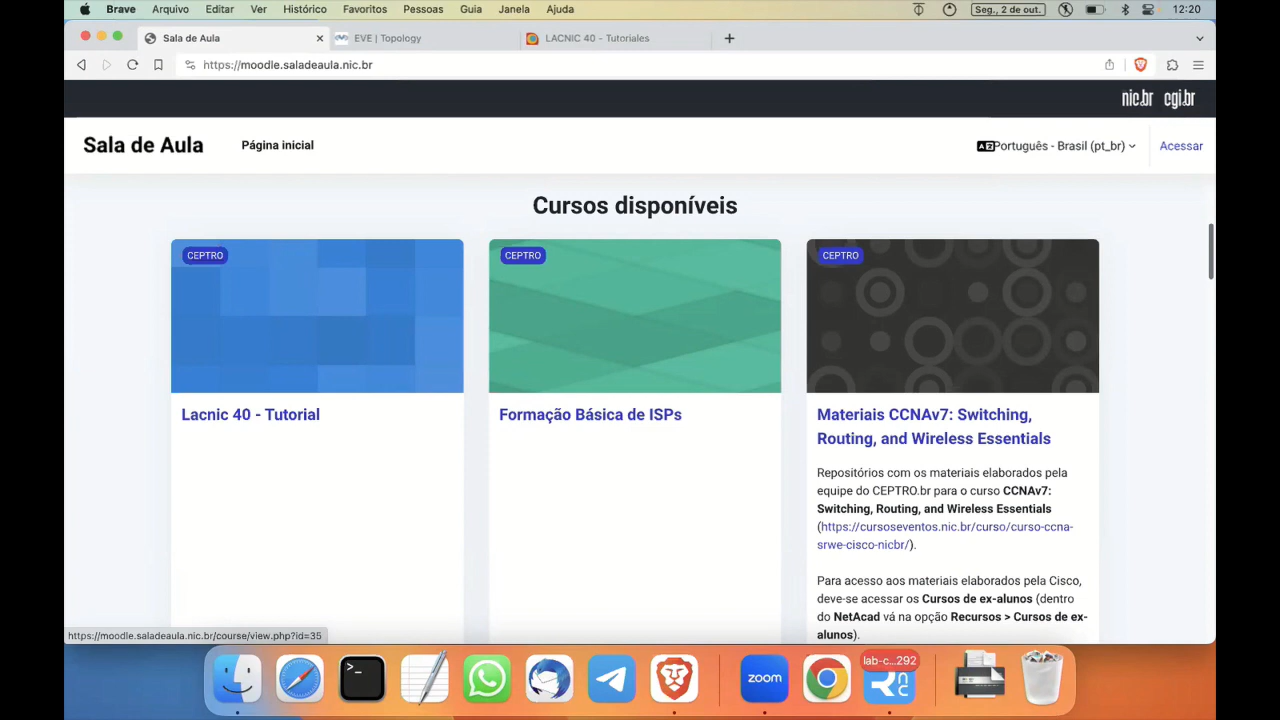 Brave Arquivo Editar Ver Histórico Favoritos Pessoas Guia Janela Ajuda Seg., 2 de out. 12:20
Sala de Aula EVE | Topology LACNIC 40 - Tutoriales
https://moodle.saladeaula.nic.br
nic.br cgi.br
Sala de Aula Página inicial Português - Brasil (pt_br) Acessar
Cursos disponíveis
CEPTRO CEPTRO CEPTRO
Lacnic 40 - Tutorial
Formação Básica de ISPs
Materiais CCNAv7: Switching,
Routing, and Wireless Essentials
Repositórios com os materiais elaborados pela
equipe do CEPTRO.br para o curso CCNAv7:
Switching, Routing, and Wireless Essentials
(https://cursoseventos.nic.br/curso/curso-ccna-
srwe-cisco-nicbr/).
Para acesso aos materiais elaborados pela Cisco,
deve-se acessar os Cursos de ex-alunos (dentro
do NetAcad vá na opção Recursos > Cursos de ex-
alunos).
https://moodle.saladeaula.nic.br/course/view.php?id=35
zoom
lab-c...292